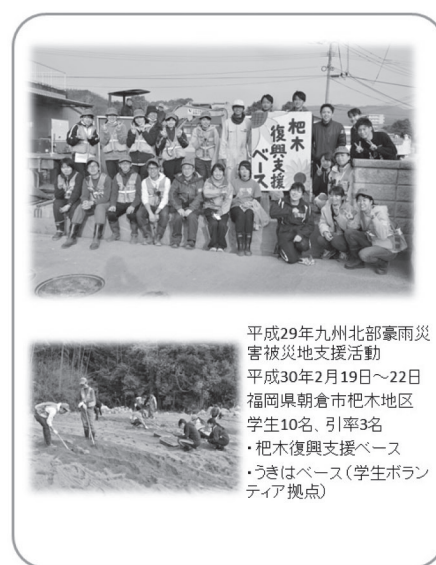 杷木
復興支援
ベース
平成29年九州北部豪雨災
害被災地支援活動
平成30年2月19日～22日
福岡県朝倉市杷木地区
学生10名、引率3名
・杷木復興支援ベース
・うきはベース（学生ボラン
ティア拠点）